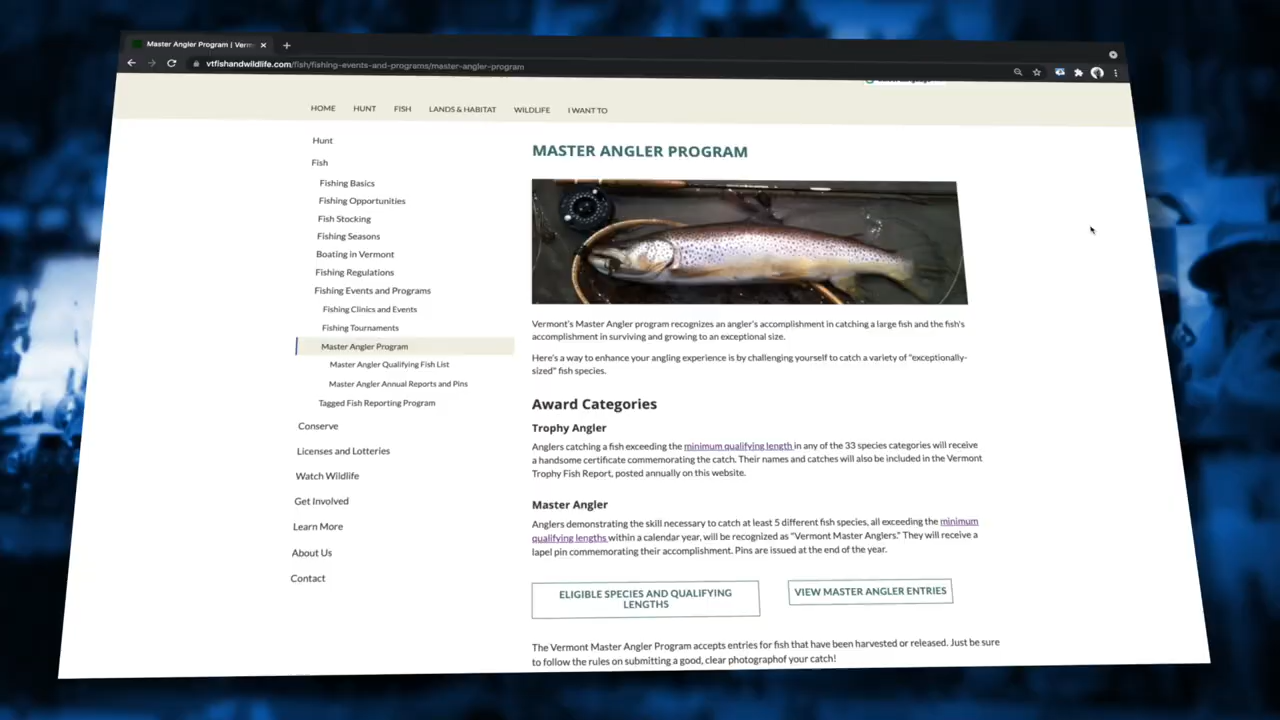 Master Angler Program | Verm
vtfishandwildlife.com/fish/fishing-events-and-programs/master-angler-program
HOME HUNT FISH LANDS & HABITAT WILDLIFE I WANT TO
Hunt
Fish
Fishing Basics
Fishing Opportunities
Fish Stocking
Fishing Seasons
Boating in Vermont
Fishing Regulations
Fishing Events and Programs
Fishing Clinics and Events
Fishing Tournaments
Master Angler Program
Master Angler Qualifying Fish List
Master Angler Annual Reports and Pins
Tagged Fish Reporting Program
Conserve
Licenses and Lotteries
Watch Wildlife
Get Involved
Learn More
About Us
Contact
MASTER ANGLER PROGRAM
Vermont's Master Angler program recognizes an angler's accomplishment in catching a large fish and the fish's
accomplishment in surviving and growing to an exceptional size.
Here's a way to enhance your angling experience is by challenging yourself to catch a variety of "exceptionally-
sized" fish species.
Award Categories
Trophy Angler
Anglers catching a fish exceeding the minimum qualifying length in any of the 33 species categories will receive
a handsome certificate commemorating the catch. Their names and catches will also be included in the Vermont
Trophy Fish Report, posted annually on this website.
Master Angler
Anglers demonstrating the skill necessary to catch at least 5 different fish species, all exceeding the minimum
qualifying lengths within a calendar year, will be recognized as "Vermont Master Anglers." They will receive a
lapel pin commemorating their accomplishment. Pins are issued at the end of the year.
ELIGIBLE SPECIES AND QUALIFYING
LENGTHS
VIEW MASTER ANGLER ENTRIES
The Vermont Master Angler Program accepts entries for fish that have been harvested or released. Just be sure
to follow the rules on submitting a good, clear photographof your catch!